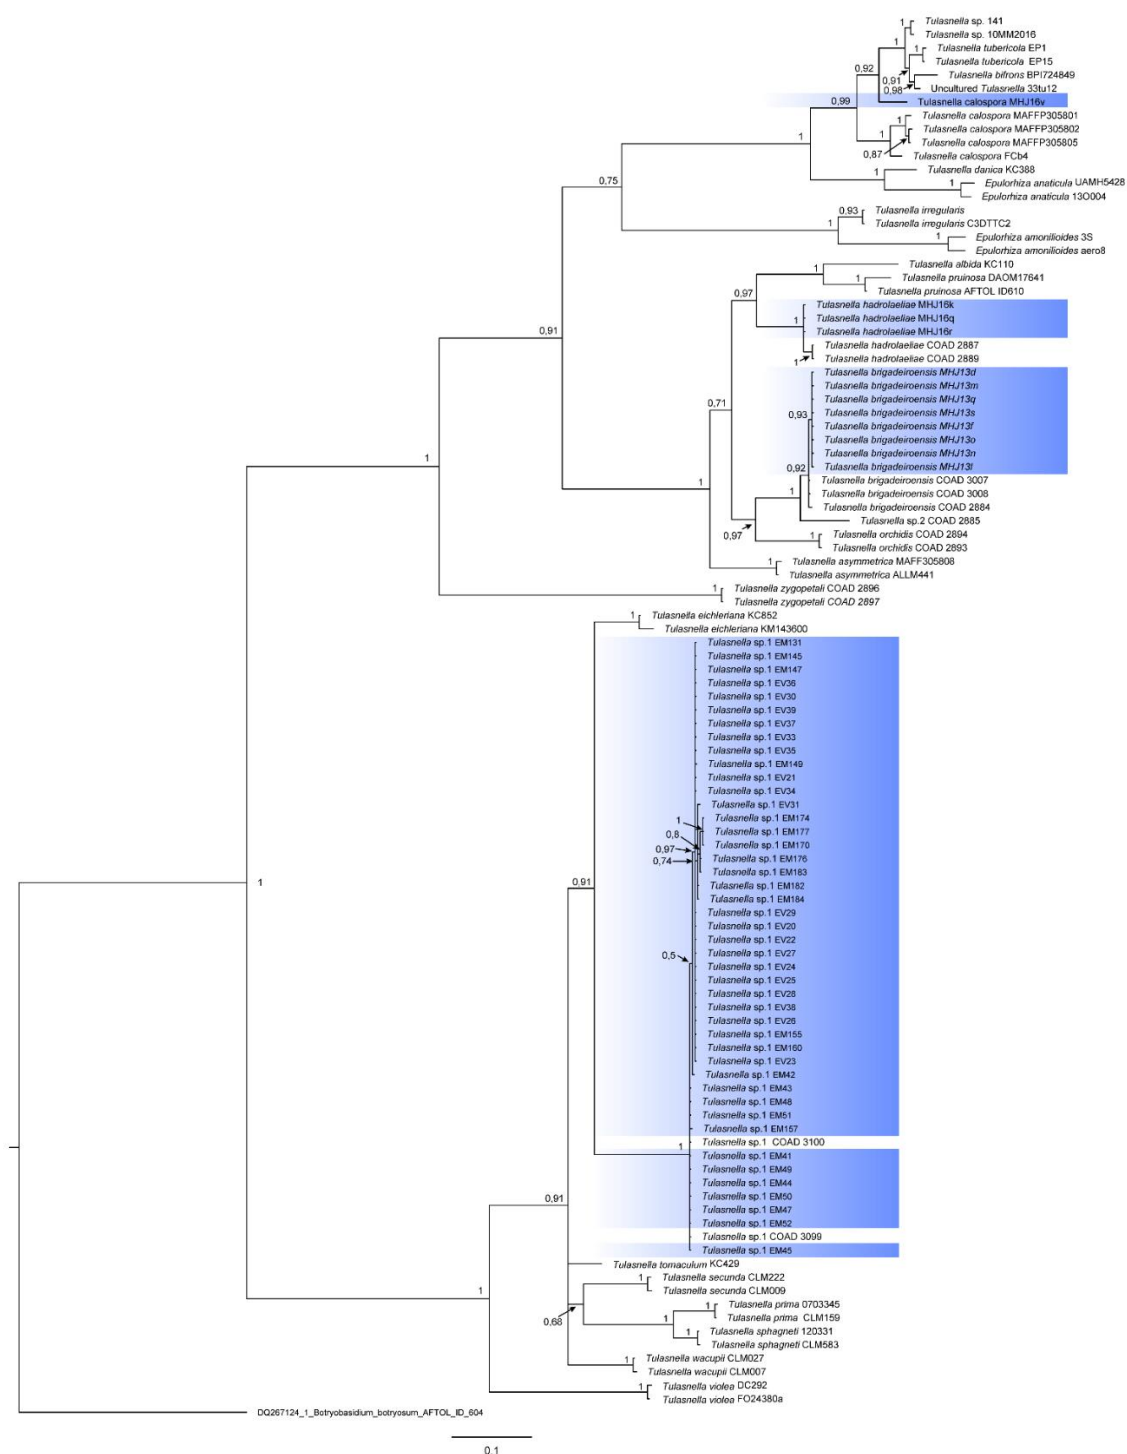 Tulasnella sp. 141
Tulasnella sp. 10MM2016
Tulasnella tubericola EP1
Tulasnella tubericola EP15
Tulasnella bifrons BPI724849
Uncultured Tulasnella 33tu12
Tulasnella calospora MHJ16v
Tulasnella calospora MAFFP305801
Tulasnella calospora MAFFP305802
Tulasnella calospora MAFFP305805
Tulasnella calospora FCb4
Tulasnella danica KC388
Epulorhiza anaticula UAMH5428
Epulorhiza anaticula 13O004
Tulasnella irregularis
Tulasnella irregularis C3DTTC2
Epulorhiza amonilioides 3S
Epulorhiza amonilioides aero8
Tulasnella albida KC110
Tulasnella pruinosa DAOM17641
Tulasnella pruinosa AFTOL ID610
Tulasnella hadrolaeliae MHJ16k
Tulasnella hadrolaeliae MHJ16q
Tulasnella hadrolaeliae MHJ16r
Tulasnella hadrolaeliae COAD 2887
Tulasnella hadrolaeliae COAD 2889
Tulasnella brigadeiroensis MHJ13d
Tulasnella brigadeiroensis MHJ13m
Tulasnella brigadeiroensis MHJ13q
Tulasnella brigadeiroensis MHJ13s
Tulasnella brigadeiroensis MHJ13f
Tulasnella brigadeiroensis MHJ13o
Tulasnella brigadeiroensis MHJ13n
Tulasnella brigadeiroensis MHJ13l
Tulasnella brigadeiroensis COAD 3007
Tulasnella brigadeiroensis COAD 3008
Tulasnella brigadeiroensis COAD 2884
Tulasnella sp.2 COAD 2885
Tulasnella orchidis COAD 2894
Tulasnella orchidis COAD 2893
Tulasnella asymmetrica MAFF305808
Tulasnella asymmetrica ALLM441
Tulasnella zygopetali COAD 2896
Tulasnella zygopetali COAD 2897
Tulasnella eichleriana KC852
Tulasnella eichleriana KM143600
Tulasnella sp.1 EM131
Tulasnella sp.1 EM145
Tulasnella sp.1 EM147
Tulasnella sp.1 EV36
Tulasnella sp.1 EV30
Tulasnella sp.1 EV39
Tulasnella sp.1 EV37
Tulasnella sp.1 EV33
Tulasnella sp.1 EV35
Tulasnella sp.1 EM149
Tulasnella sp.1 EV21
Tulasnella sp.1 EV34
Tulasnella sp.1 EV31
Tulasnella sp.1 EM174
Tulasnella sp.1 EM177
Tulasnella sp.1 EM170
Tulasnella sp.1 EM176
Tulasnella sp.1 EM183
Tulasnella sp.1 EM182
Tulasnella sp.1 EM184
Tulasnella sp.1 EV29
Tulasnella sp.1 EV20
Tulasnella sp.1 EV22
Tulasnella sp.1 EV27
Tulasnella sp.1 EV24
Tulasnella sp.1 EV25
Tulasnella sp.1 EV28
Tulasnella sp.1 EV38
Tulasnella sp.1 EV26
Tulasnella sp.1 EM155
Tulasnella sp.1 EM160
Tulasnella sp.1 EV23
Tulasnella sp.1 EM42
Tulasnella sp.1 EM43
Tulasnella sp.1 EM48
Tulasnella sp.1 EM51
Tulasnella sp.1 EM157
Tulasnella sp.1 COAD 3100
Tulasnella sp.1 EM41
Tulasnella sp.1 EM49
Tulasnella sp.1 EM44
Tulasnella sp.1 EM50
Tulasnella sp.1 EM47
Tulasnella sp.1 EM52
Tulasnella sp.1 COAD 3099
Tulasnella sp.1 EM45
Tulasnella tomaculum KC429
Tulasnella secunda CLM222
Tulasnella secunda CLM009
Tulasnella prima 0703345
Tulasnella prima CLM159
Tulasnella sphagneti 120331
Tulasnella sphagneti CLM583
Tulasnella wacupii CLM027
Tulasnella wacupii CLM007
Tulasnella violea DC292
Tulasnella violea FO24380a
DQ267124_1_Botryobasidium_botryosum_AFTOL_ID_604
1
1
1
0,92
0,91
0,98
0,99
1
0,87
1
1
1
0,75
0,93
1
1
0,91
1
1
0,97
1
1
0,71
0,93
0,92
1
1
0,97
1
1
1
1
1
1
0,8
0,97
0,74
0,91
0,5
1
1
0,91
1
1
1
1
1
0,68
1
1
1
0.1